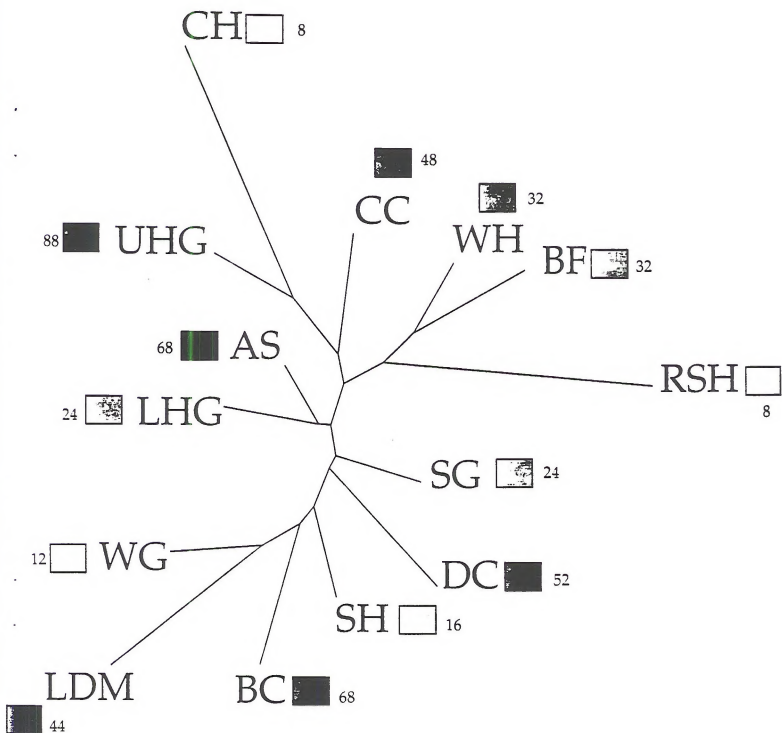 CH 8
48
CC
32
WH
88 UHG
BF 32
68 AS
RSH
8
24 LHG
SG 24
12 WG
DC 52
SH 16
LDM
BC 68
44